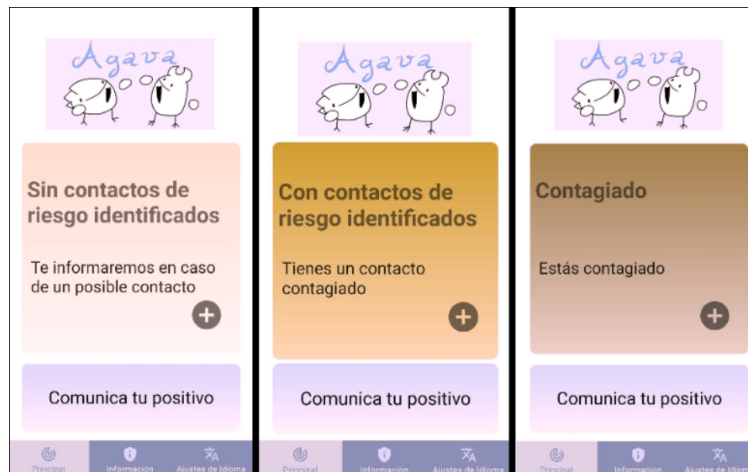 Agava
Sin contactos de
riesgo identificados
Te informaremos en caso
de un posible contacto
Comunica tu positivo
Principal
Información
Ajustes de Idioma
Agava
Con contactos de
riesgo identificados
Tienes un contacto
contagiado
Comunica tu positivo
Principal
Información
Ajustes de Idioma
Agava
Contagiado
Estás contagiado
Comunica tu positivo
Principal
Información
Ajustes de Idioma